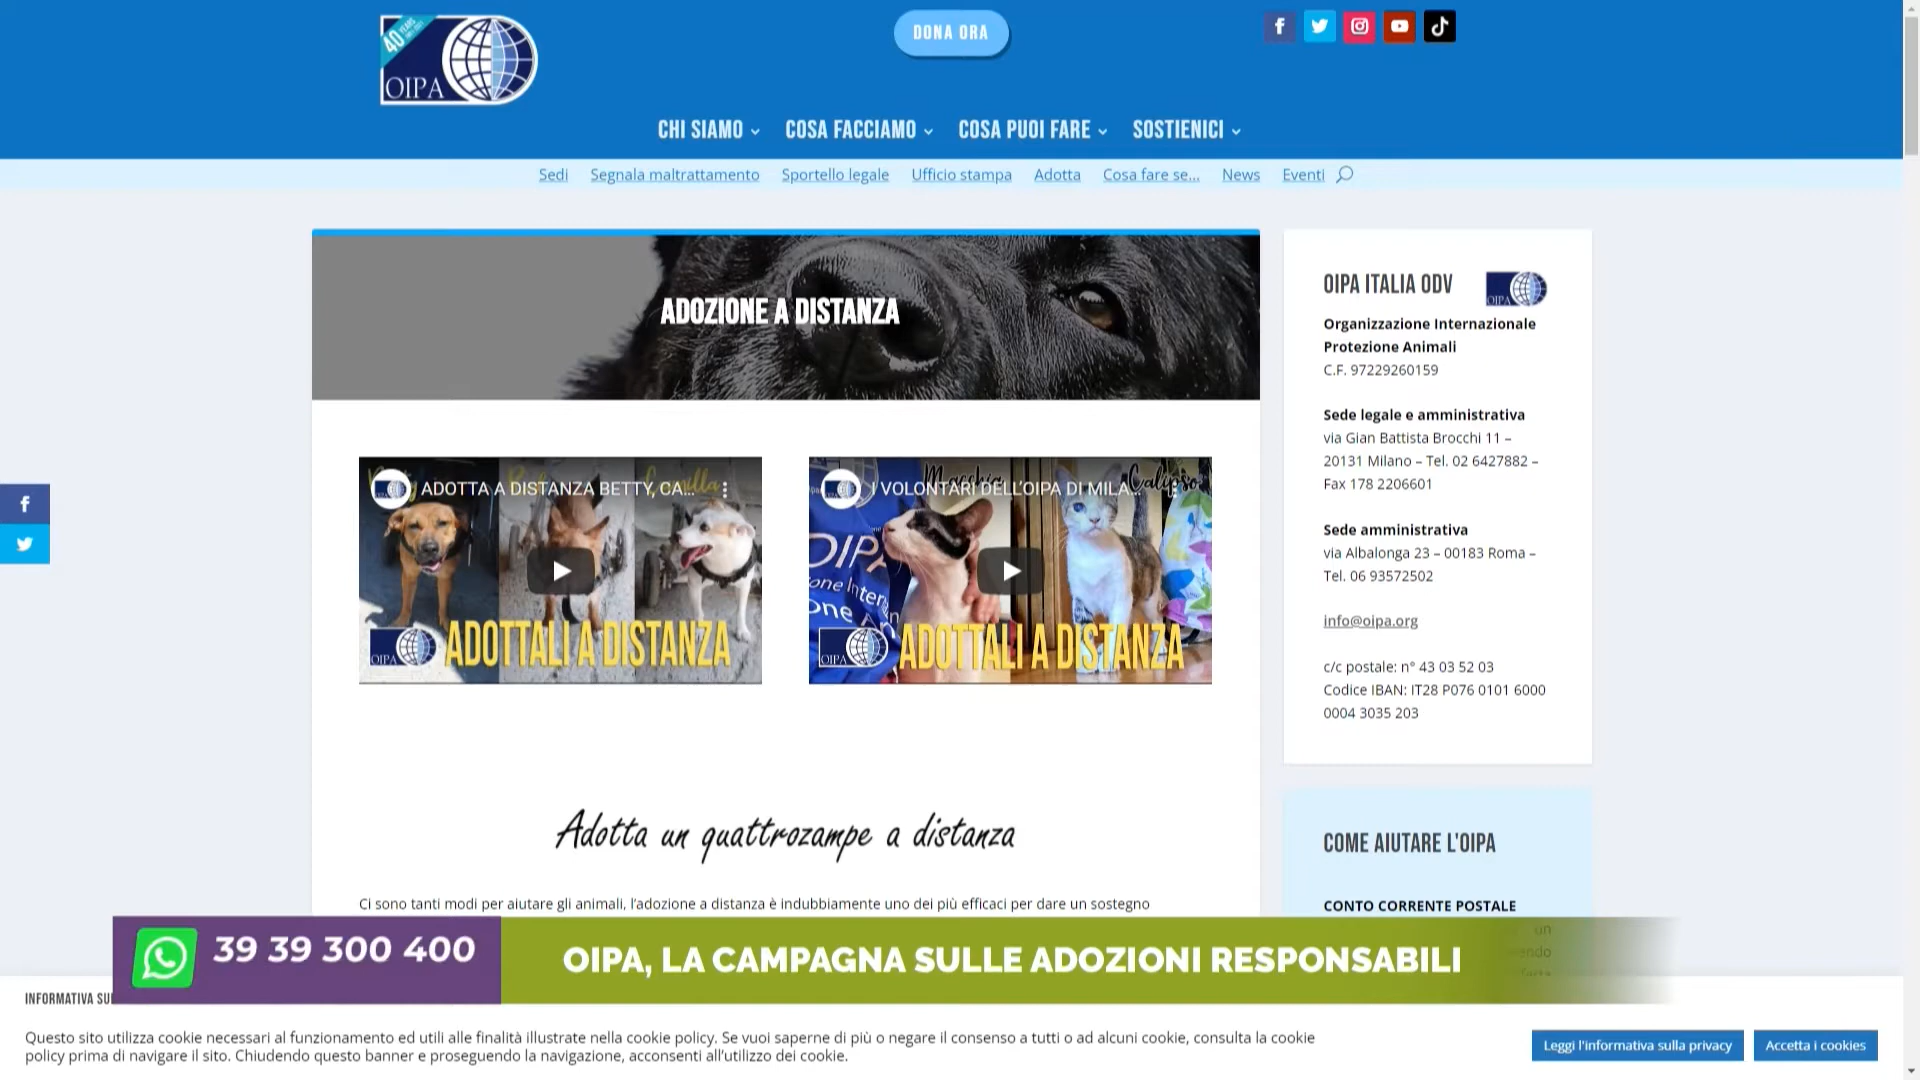 40 YEARS
OIPA
DONA ORA
CHI SIAMO
COSA FACCIAMO
COSA PUOI FARE
SOSTIENICI
Sedi
Segnala maltrattamento
Sportello legale
Ufficio stampa
Adotta
Cosa fare se...
News
Eventi
ADOZIONE A DISTANZA
ADOTTA A DISTANZA BETTY, CA...
OIPA
ADOTTALI A DISTANZA
Macchia
Calipso
I VOLONTARI DELL'OIPA DI MILA...
OIPA
ADOTTALI A DISTANZA
Adotta un quattrozampe a distanza
Ci sono tanti modi per aiutare gli animali, l'adozione a distanza è indubbiamente uno dei più efficaci per dare un sostegno
OIPA ITALIA ODV
OIPA
Organizzazione Internazionale
Protezione Animali
C.F. 97229260159
Sede legale e amministrativa
via Gian Battista Brocchi 11 –
20131 Milano – Tel. 02 6427882 –
Fax 178 2206601
Sede amministrativa
via Albalonga 23 – 00183 Roma –
Tel. 06 93572502
info@oipa.org
c/c postale: n° 43 03 52 03
Codice IBAN: IT28 P076 0101 6000
0004 3035 203
COME AIUTARE L'OIPA
CONTO CORRENTE POSTALE
un
39 39 300 400
OIPA, LA CAMPAGNA SULLE ADOZIONI RESPONSABILI
INFORMATIVA
Questo sito utilizza cookie necessari al funzionamento ed utili alle finalità illustrate nella cookie policy. Se vuoi saperne di più o negare il consenso a tutti o ad alcuni cookie, consulta la cookie
policy prima di navigare il sito. Chiudendo questo banner e proseguendo la navigazione, acconsenti all'utilizzo dei cookie.
Leggi l'informativa sulla privacy
Accetta i cookies